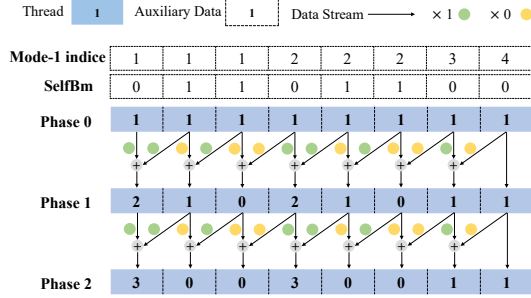 Thread 1 Auxiliary Data 1 Data Stream × 1 × 0
Mode-1 indice 1 1 1 2 2 2 3 4
SelfBm 0 1 1 0 1 1 0 0
Phase 0 1 1 1 1 1 1 1 1
+ + + + + + +
Phase 1 2 1 0 2 1 0 1 1
+ + + + + + +
Phase 2 3 0 0 3 0 0 1 1